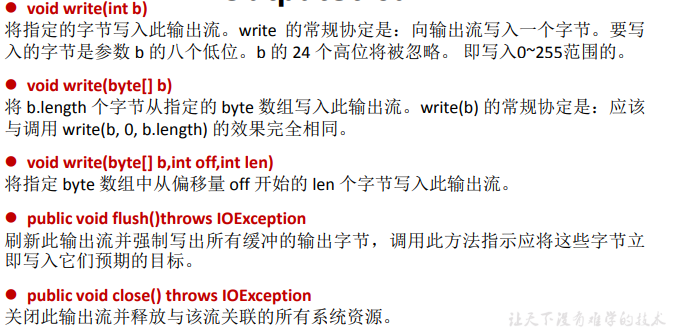 ● void write(int b)
将指定的字节写入此输出流。write 的常规协定是：向输出流写入一个字节。要写
入的字节是参数 b 的八个低位。b 的 24 个高位将被忽略。 即写入0~255范围的。
● void write(byte[] b)
将 b.length 个字节从指定的 byte 数组写入此输出流。write(b) 的常规协定是：应该
与调用 write(b, 0, b.length) 的效果完全相同。
● void write(byte[] b,int off,int len)
将指定 byte 数组中从偏移量 off 开始的 len 个字节写入此输出流。
● public void flush()throws IOException
刷新此输出流并强制写出所有缓冲的输出字节，调用此方法指示应将这些字节立
即写入它们预期的目标。
● public void close() throws IOException
关闭此输出流并释放与该流关联的所有系统资源。
让天下没有难学的技术